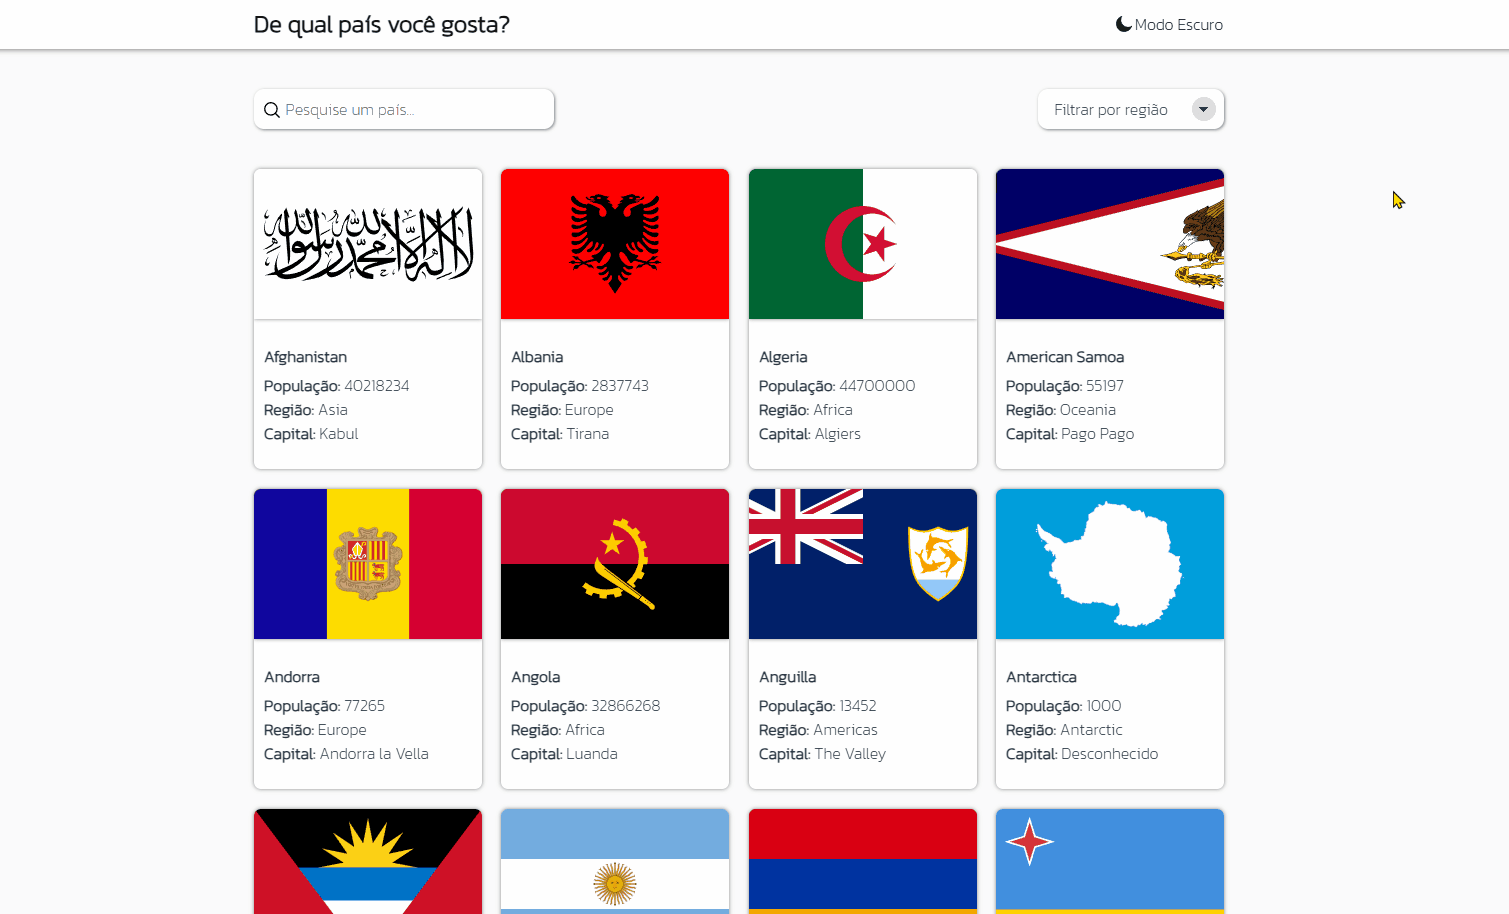 De qual país você gosta?
Modo Escuro
Pesquise um país...
Filtrar por região
لا إله إلا الله محمد رسول الله
Afghanistan
População: 40218234
Região: Asia
Capital: Kabul
Albania
População: 2837743
Região: Europe
Capital: Tirana
Algeria
População: 44700000
Região: Africa
Capital: Algiers
American Samoa
População: 55197
Região: Oceania
Capital: Pago Pago
Andorra
População: 77265
Região: Europe
Capital: Andorra la Vella
Angola
População: 32866268
Região: Africa
Capital: Luanda
Anguilla
População: 13452
Região: Americas
Capital: The Valley
Antarctica
População: 1000
Região: Antarctic
Capital: Desconhecido